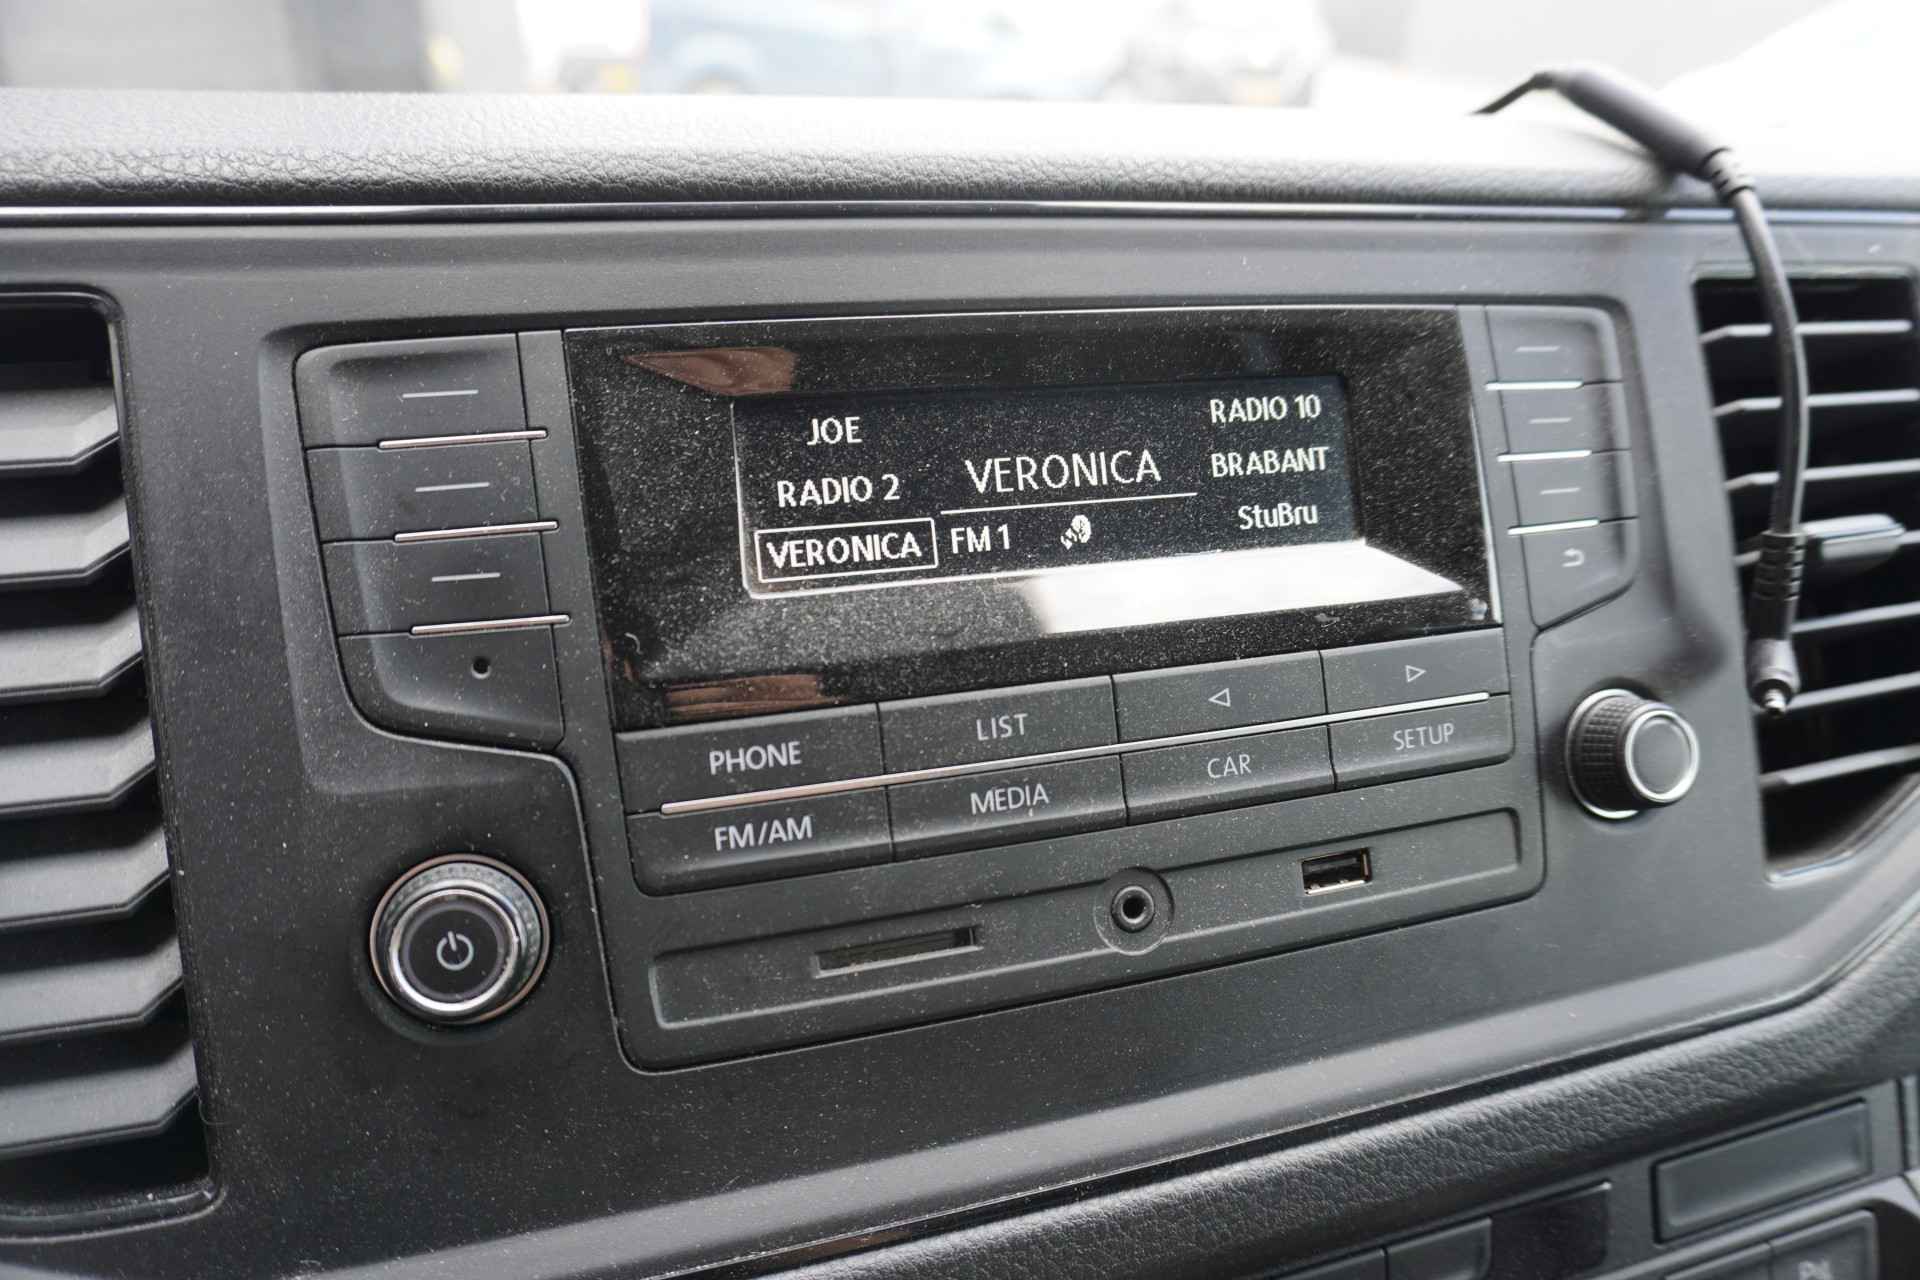 JOE
RADIO 2
VERONICA
VERONICA
FM 1
RADIO 10
BRABANT
StuBru
PHONE
LIST
FM/AM
MEDIA
CAR
SETUP